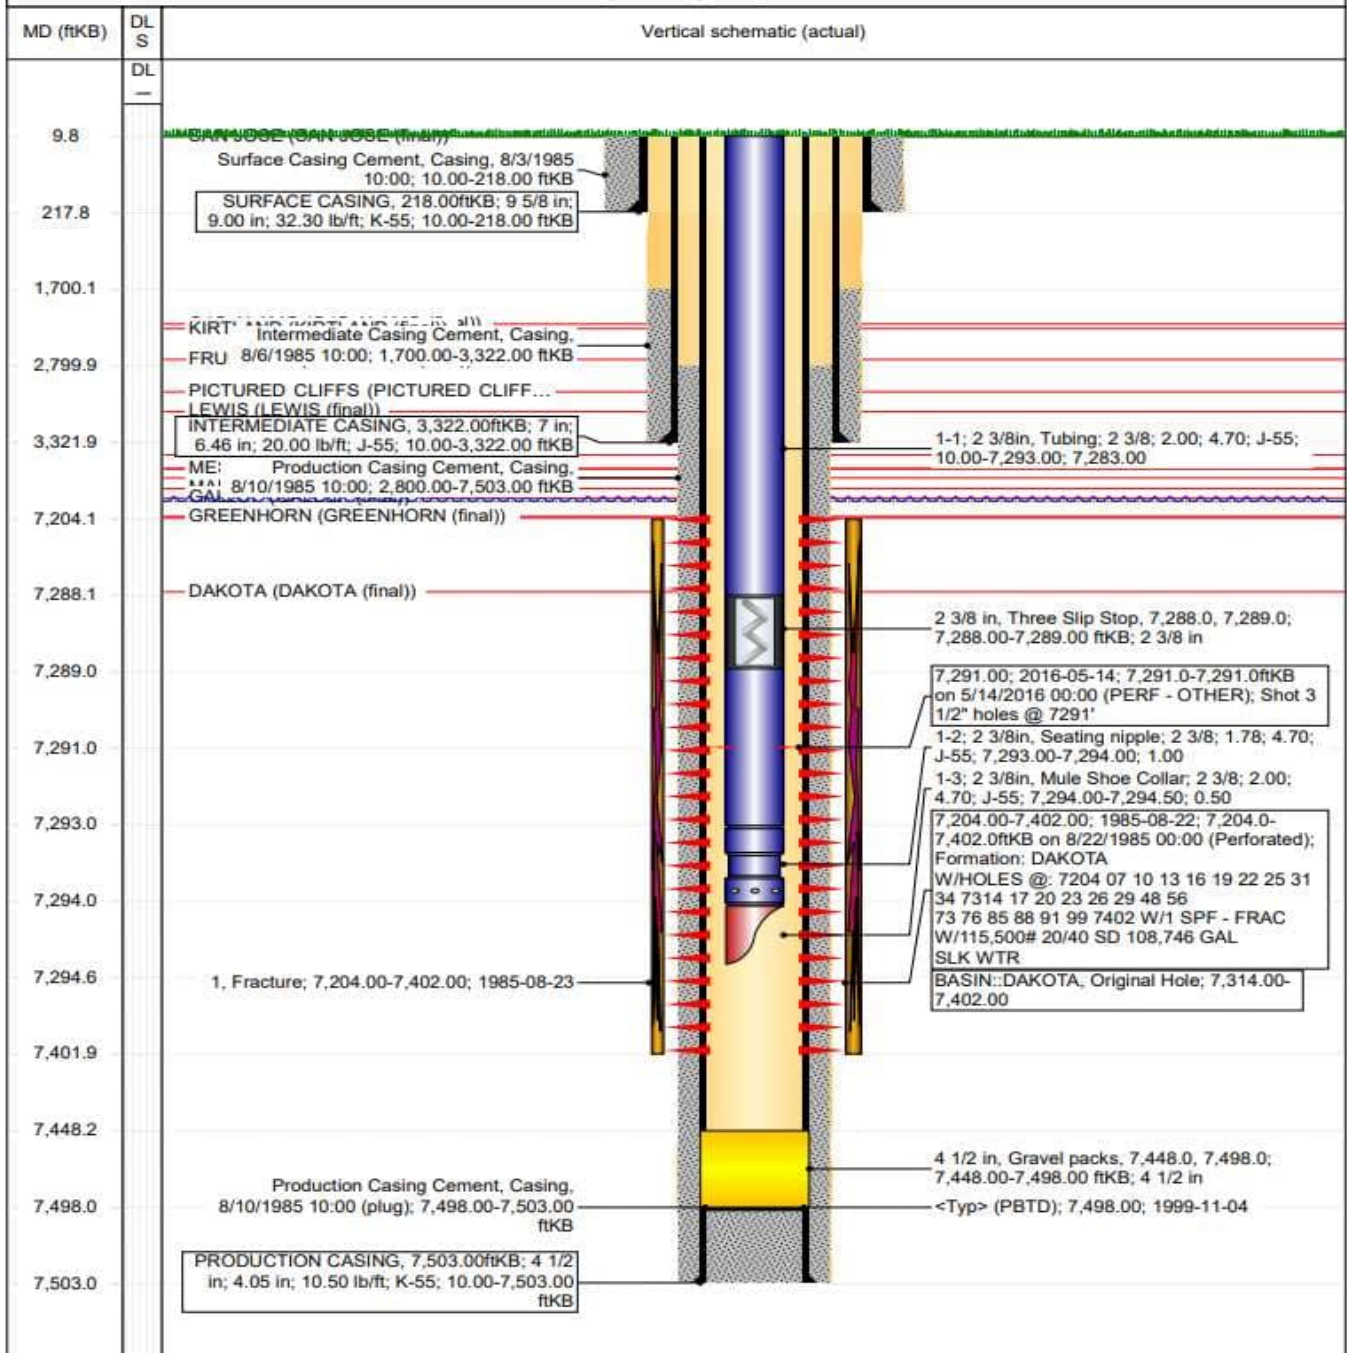 MD (ftKB)
DL
S
Vertical schematic (actual)
DL
—
9.8
SAN JOSE (SAN JOSE (final))
Surface Casing Cement, Casing, 8/3/1985
10:00; 10.00-218.00 ftKB
SURFACE CASING, 218.00ftKB; 9 5/8 in;
9.00 in; 32.30 lb/ft; K-55; 10.00-218.00 ftKB
217.8
1,700.1
KIRT
Intermediate Casing Cement, Casing,
8/6/1985 10:00; 1,700.00-3,322.00 ftKB
FRU
2,799.9
PICTURED CLIFFS (PICTURED CLIFF...
LEWIS (LEWIS (final))
INTERMEDIATE CASING, 3,322.00ftKB; 7 in;
6.46 in; 20.00 lb/ft; J-55; 10.00-3,322.00 ftKB
3,321.9
1-1; 2 3/8in, Tubing; 2 3/8; 2.00; 4.70; J-55;
10.00-7,293.00; 7,283.00
Production Casing Cement, Casing,
8/10/1985 10:00; 2,800.00-7,503.00 ftKB
7,204.1
GREENHORN (GREENHORN (final))
7,288.1
DAKOTA (DAKOTA (final))
2 3/8 in, Three Slip Stop, 7,288.0, 7,289.0;
7,288.00-7,289.00 ftKB; 2 3/8 in
7,289.0
7,291.00; 2016-05-14; 7,291.0-7,291.0ftKB
on 5/14/2016 00:00 (PERF - OTHER); Shot 3
1/2" holes @ 7291'
7,291.0
1-2; 2 3/8in, Seating nipple; 2 3/8; 1.78; 4.70;
J-55; 7,293.00-7,294.00; 1.00
1-3; 2 3/8in, Mule Shoe Collar; 2 3/8; 2.00;
4.70; J-55; 7,294.00-7,294.50; 0.50
7,293.0
7,204.00-7,402.00; 1985-08-22; 7,204.0-
7,402.0ftKB on 8/22/1985 00:00 (Perforated);
Formation: DAKOTA
W/HOLES @: 7204 07 10 13 16 19 22 25 31
34 7314 17 20 23 26 29 48 56
73 76 85 88 91 99 7402 W/1 SPF - FRAC
W/115,500# 20/40 SD 108,746 GAL
SLK WTR
7,294.0
7,294.6
1, Fracture; 7,204.00-7,402.00; 1985-08-23
BASIN::DAKOTA, Original Hole; 7,314.00-
7,402.00
7,401.9
7,448.2
4 1/2 in, Gravel packs, 7,448.0, 7,498.0;
7,448.00-7,498.00 ftKB; 4 1/2 in
Production Casing Cement, Casing,
8/10/1985 10:00 (plug); 7,498.00-7,503.00
ftKB
7,498.0
<Typ> (PBTD); 7,498.00; 1999-11-04
PRODUCTION CASING, 7,503.00ftKB; 4 1/2
in; 4.05 in; 10.50 lb/ft; K-55; 10.00-7,503.00
ftKB
7,503.0